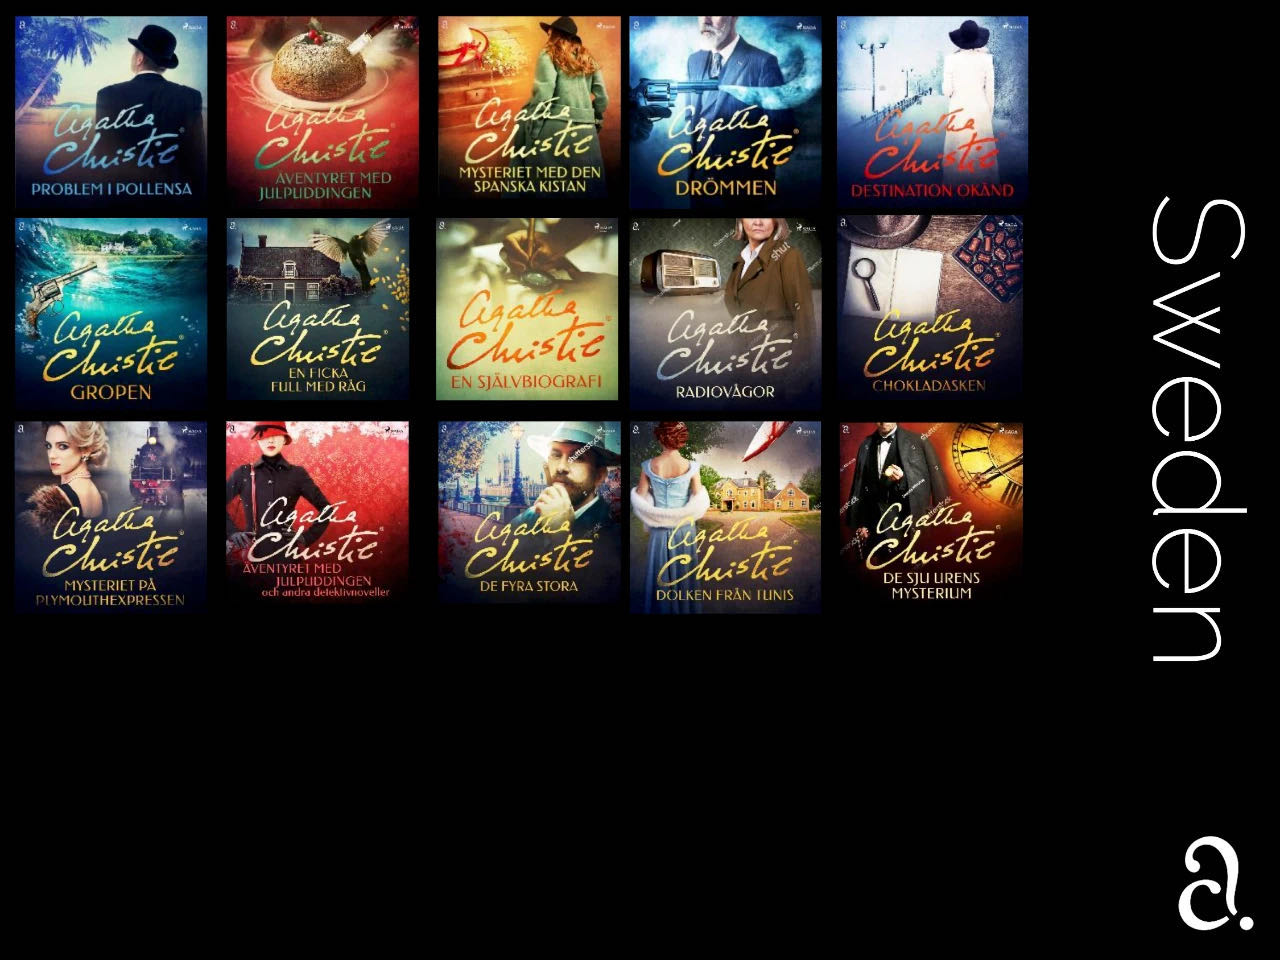 Agatha
Christie
PROBLEM I POLLENSA
Agatha
Christie
ÄVENTYRET MED
JULPUDDINGEN
Agatha
Christie
MYSTERIET MED DEN
SPANSKA KISTAN
Agatha
Christie
DRÖMMEN
Agatha
Christie
DESTINATION OKÄND
Agatha
Christie
GROPEN
Agatha
Christie
EN FICKA
FULL MED RÅG
Agatha
Christie
EN SJÄLVBIOGRAFI
Agatha
Christie
RADIOVÅGOR
Agatha
Christie
CHOKLADASKEN
Agatha
Christie
MYSTERIET PÅ
PLYMOUTHEXPRESSEN
Agatha
Christie
ÄVENTYRET MED
JULPUDDINGEN
och andra detektivnoveller
Agatha
Christie
DE FYRA STORA
Agatha
Christie
DOLKEN FRÅN TUNIS
Agatha
Christie
DE SJU URENS
MYSTERIUM
Sweden
a.